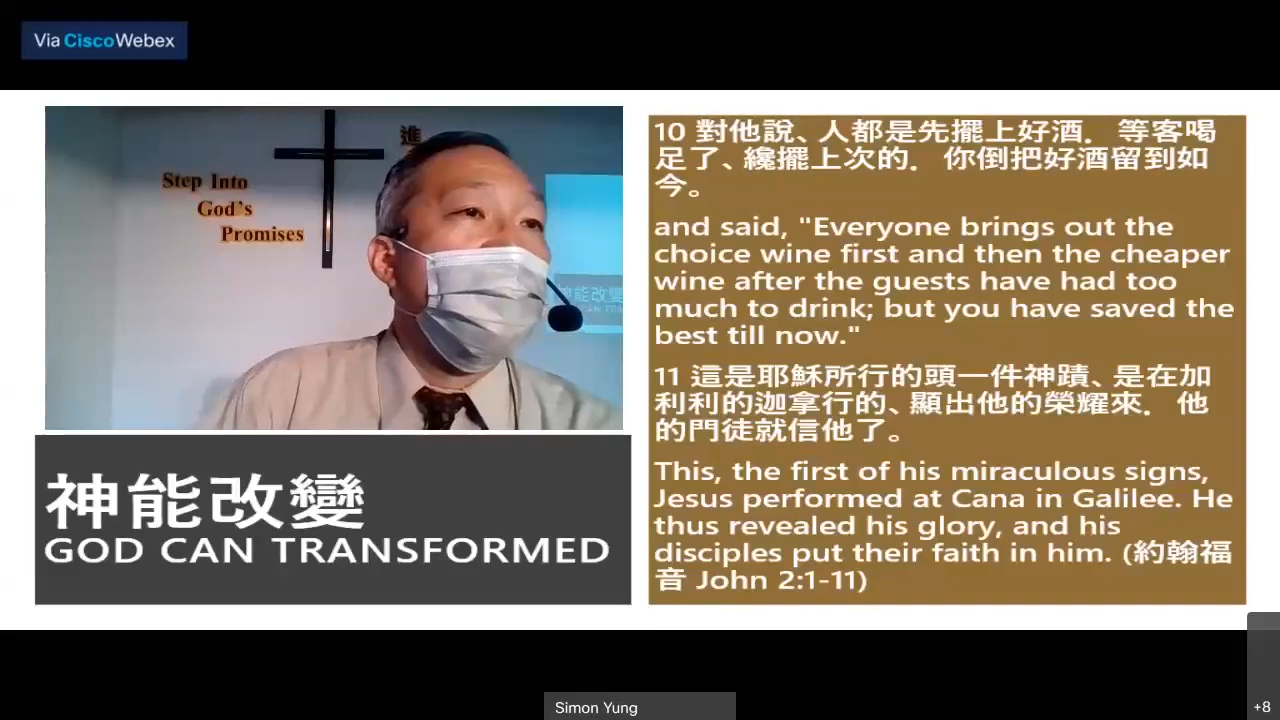 Via CiscoWebex
進
Step Into
God's
Promises
神能改變
GOD CAN TRANSFORMED
10 對他說、人都是先擺上好酒．等客喝
足了、纔擺上次的．你倒把好酒留到如
今。
and said, "Everyone brings out the
choice wine first and then the cheaper
wine after the guests have had too
much to drink; but you have saved the
best till now."
11 這是耶穌所行的頭一件神蹟、是在加
利利的迦拿行的、顯出他的榮耀來．他
的門徒就信他了。
This, the first of his miraculous signs,
Jesus performed at Cana in Galilee. He
thus revealed his glory, and his
disciples put their faith in him. (約翰福
音 John 2:1-11)
Simon Yung
+8